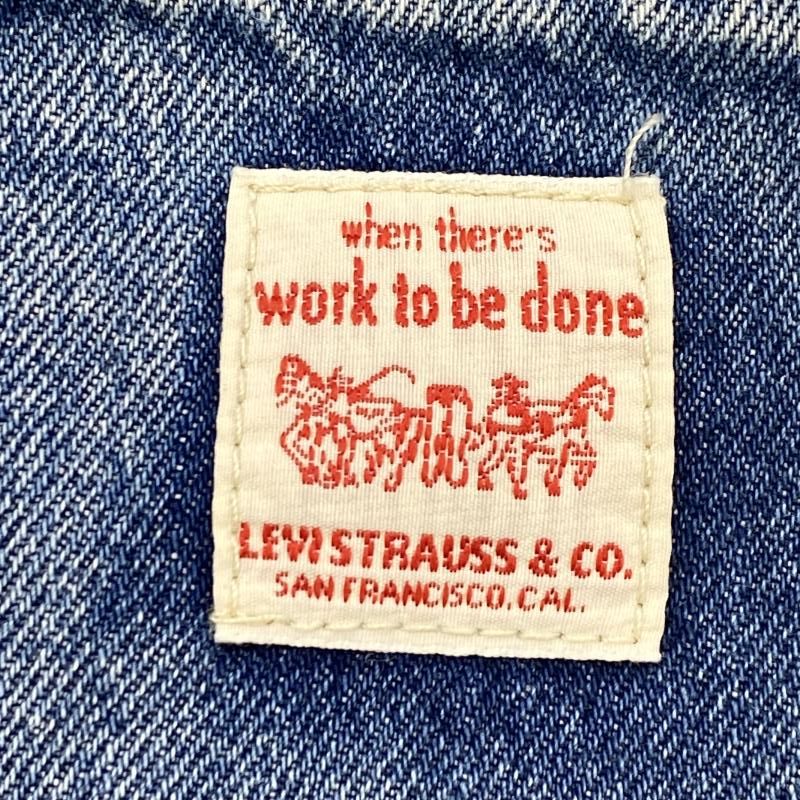 when there's
work to be done
LEVI STRAUSS & CO.
SAN FRANCISCO, CAL.